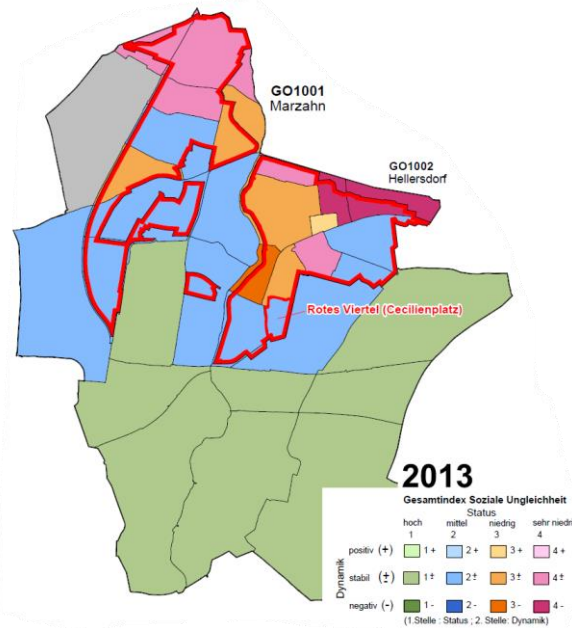 GO1001
Marzahn
GO1002
Hellersdorf
Rotes Viertel (Cecilienplatz)
2013
Gesamtindex Soziale Ungleichheit
Status
hoch mittel niedrig sehr niedri
1 2 3 4
Dynamik
positiv (+) 1 + 2 + 3 + 4 +
stabil (±) 1 ± 2 ± 3 ± 4 ±
negativ (-) 1 - 2 - 3 - 4 -
(1.Stelle : Status ; 2. Stelle: Dynamik)